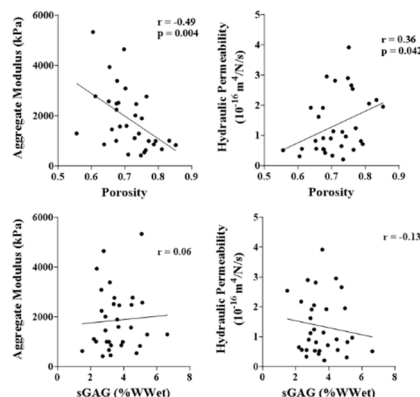 r = -0.49
p = 0.004
Aggregate Modulus (kPa)
6000
4000
2000
0
0.5
0.6
0.7
0.8
0.9
Porosity
r = 0.36
p = 0.042
Hydraulic Permeability
(10⁻¹⁶ m⁴/N/s)
5
4
3
2
1
0
0.5
0.6
0.7
0.8
0.9
Porosity
r = 0.06
Aggregate Modulus (kPa)
6000
4000
2000
0
0
2
4
6
8
sGAG (%WWet)
r = -0.13
Hydraulic Permeability
(10⁻¹⁶ m⁴/N/s)
5
4
3
2
1
0
0
2
4
6
8
sGAG (%WWet)